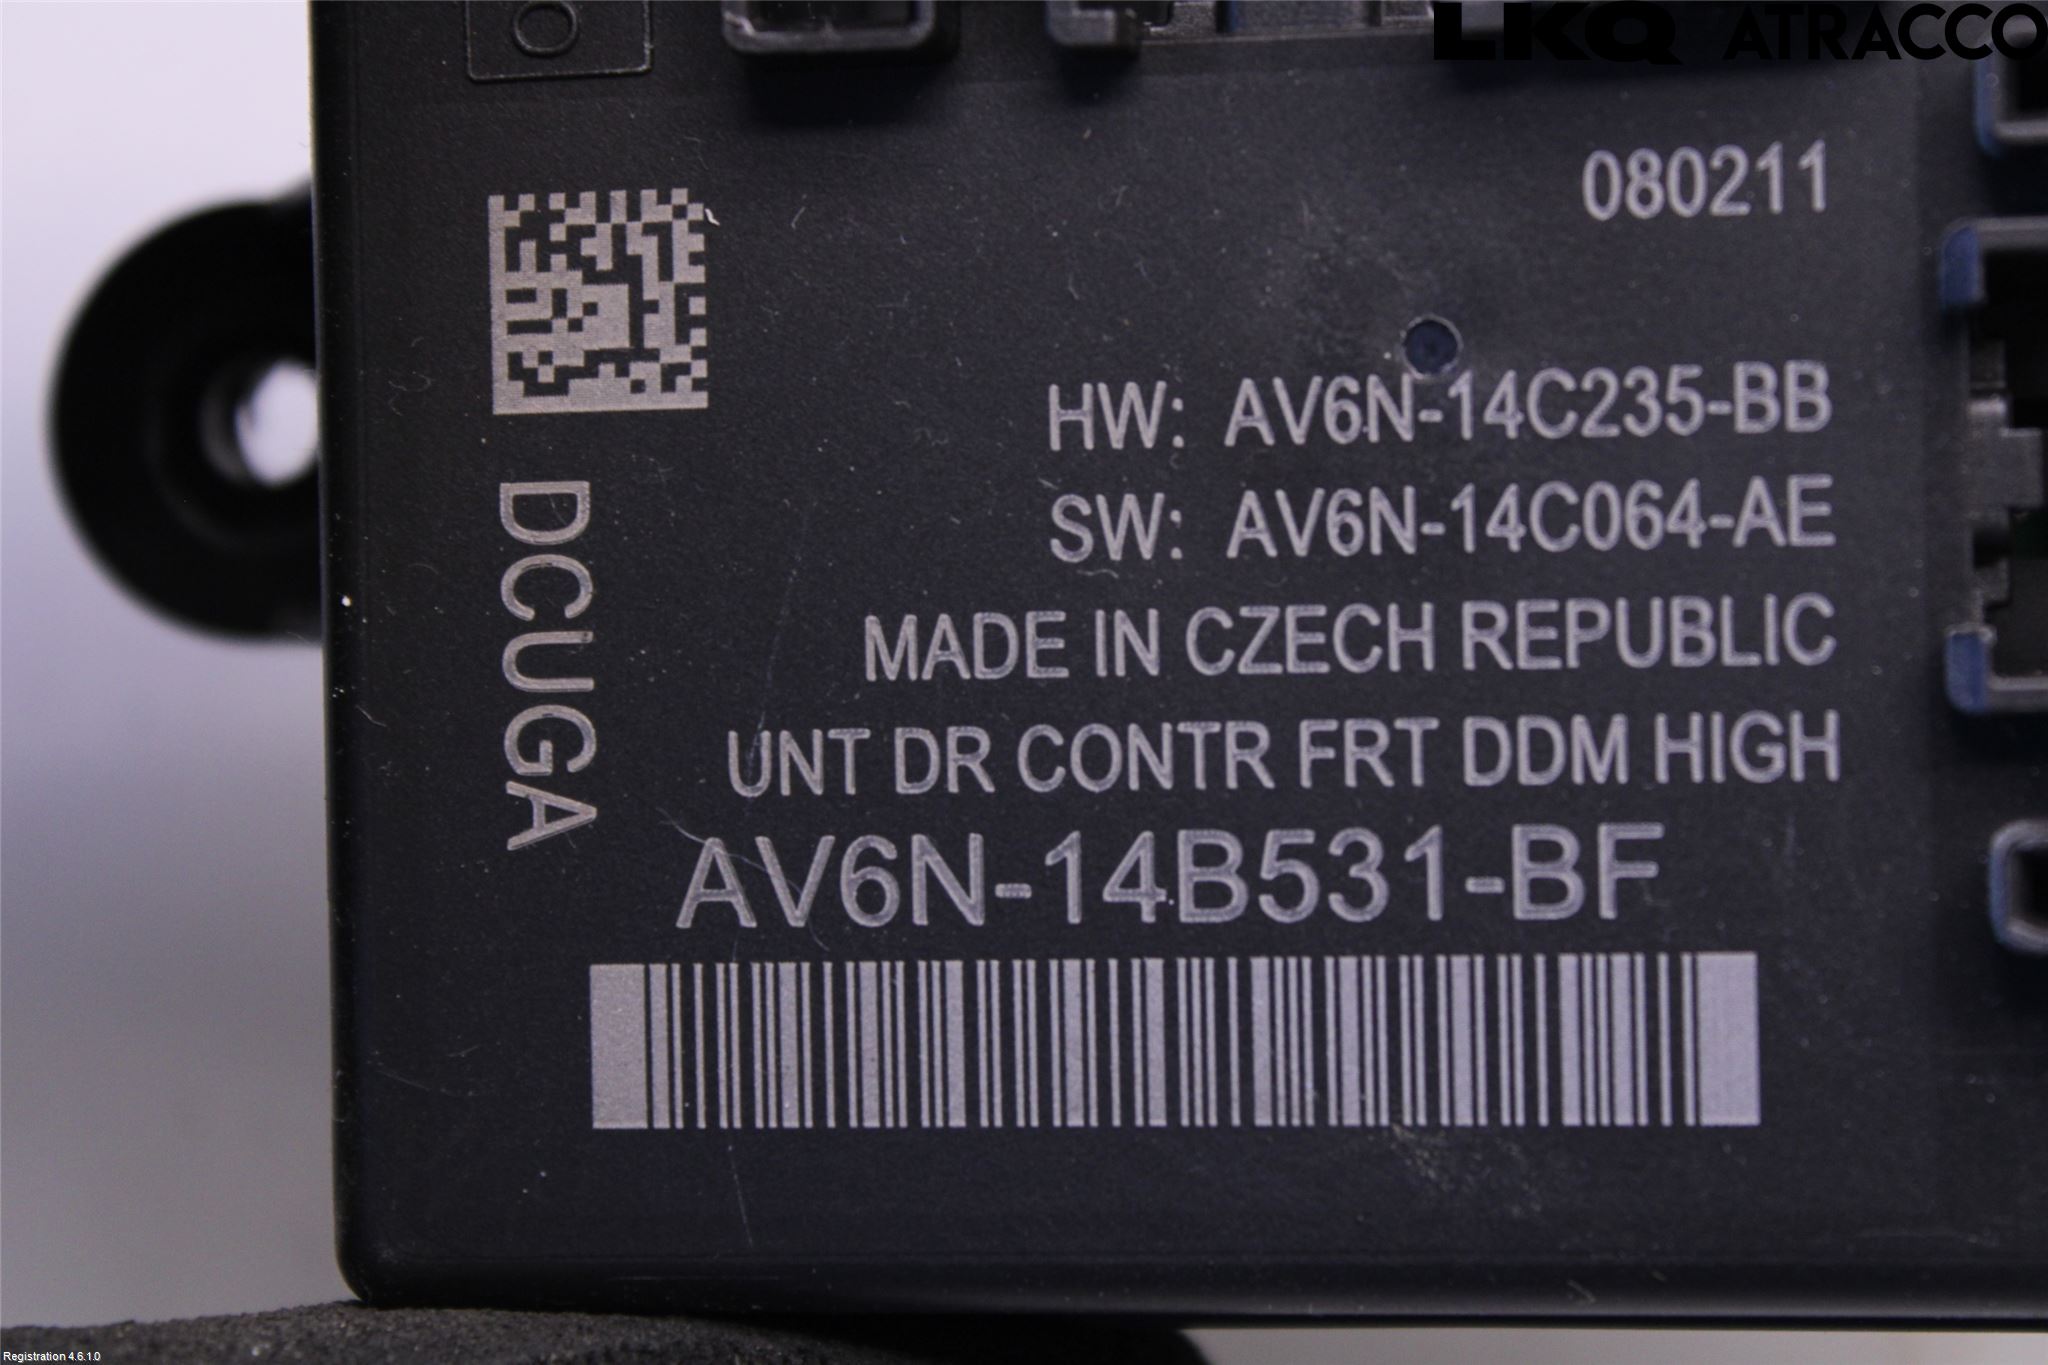 LKQ ATRACCO
080211
HW: AV6N-14C235-BB
SW: AV6N-14C064-AE
MADE IN CZECH REPUBLIC
UNT DR CONTR FRT DDM HIGH
AV6N-14B531-BF
DCUGA
Registration 4.6.1.0